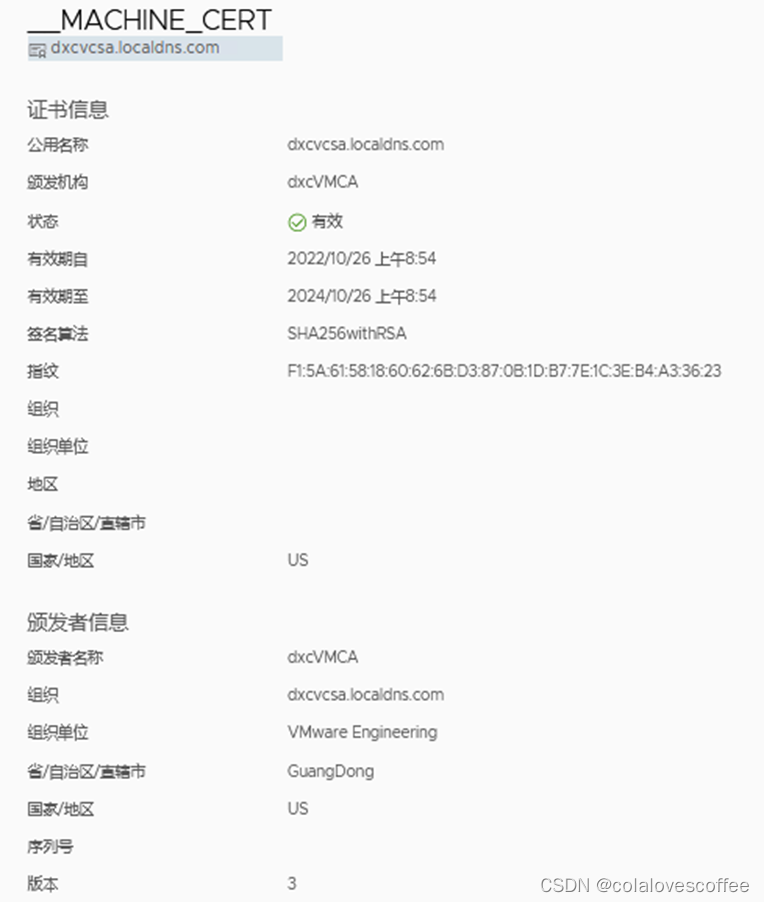 __MACHINE_CERT
dxcvcsa.localdns.com
证书信息
公用名称 dxcvcsa.localdns.com
颁发机构 dxcVMCA
状态 有效
有效期自 2022/10/26 上午8:54
有效期至 2024/10/26 上午8:54
签名算法 SHA256withRSA
指纹 F1:5A:61:58:18:60:62:6B:D3:87:0B:1D:B7:7E:1C:3E:B4:A3:36:23
组织
组织单位
地区
省/自治区/直辖市
国家/地区 US
颁发者信息
颁发者名称 dxcVMCA
组织 dxcvcsa.localdns.com
组织单位 VMware Engineering
省/自治区/直辖市 GuangDong
国家/地区 US
序列号
版本 3
CSDN @colalovescoffee